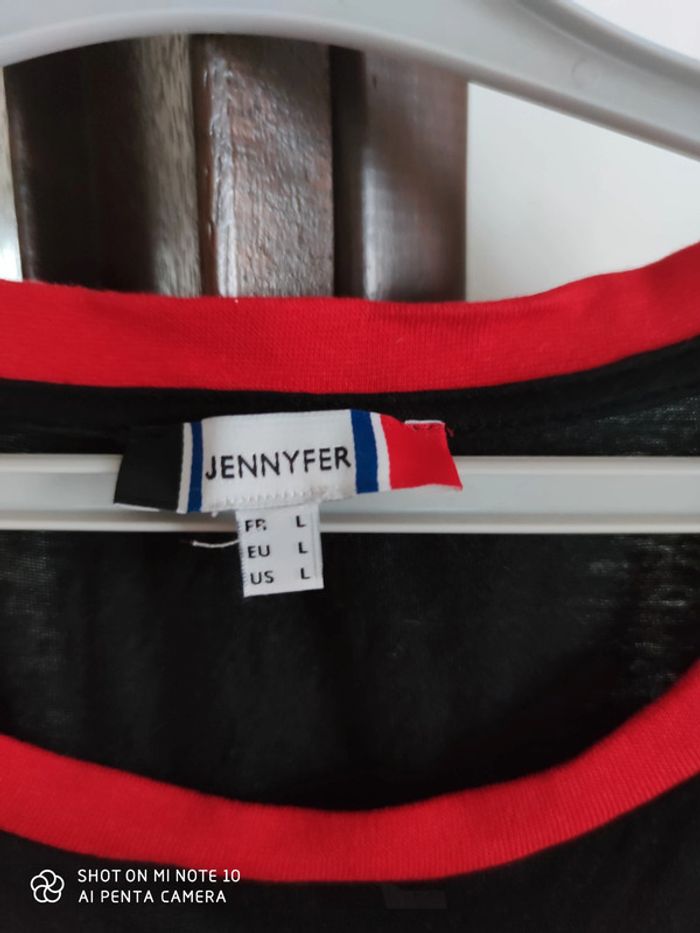 JENNYFER
FR L
EU L
US L
SHOT ON MI NOTE 10
AI PENTA CAMERA